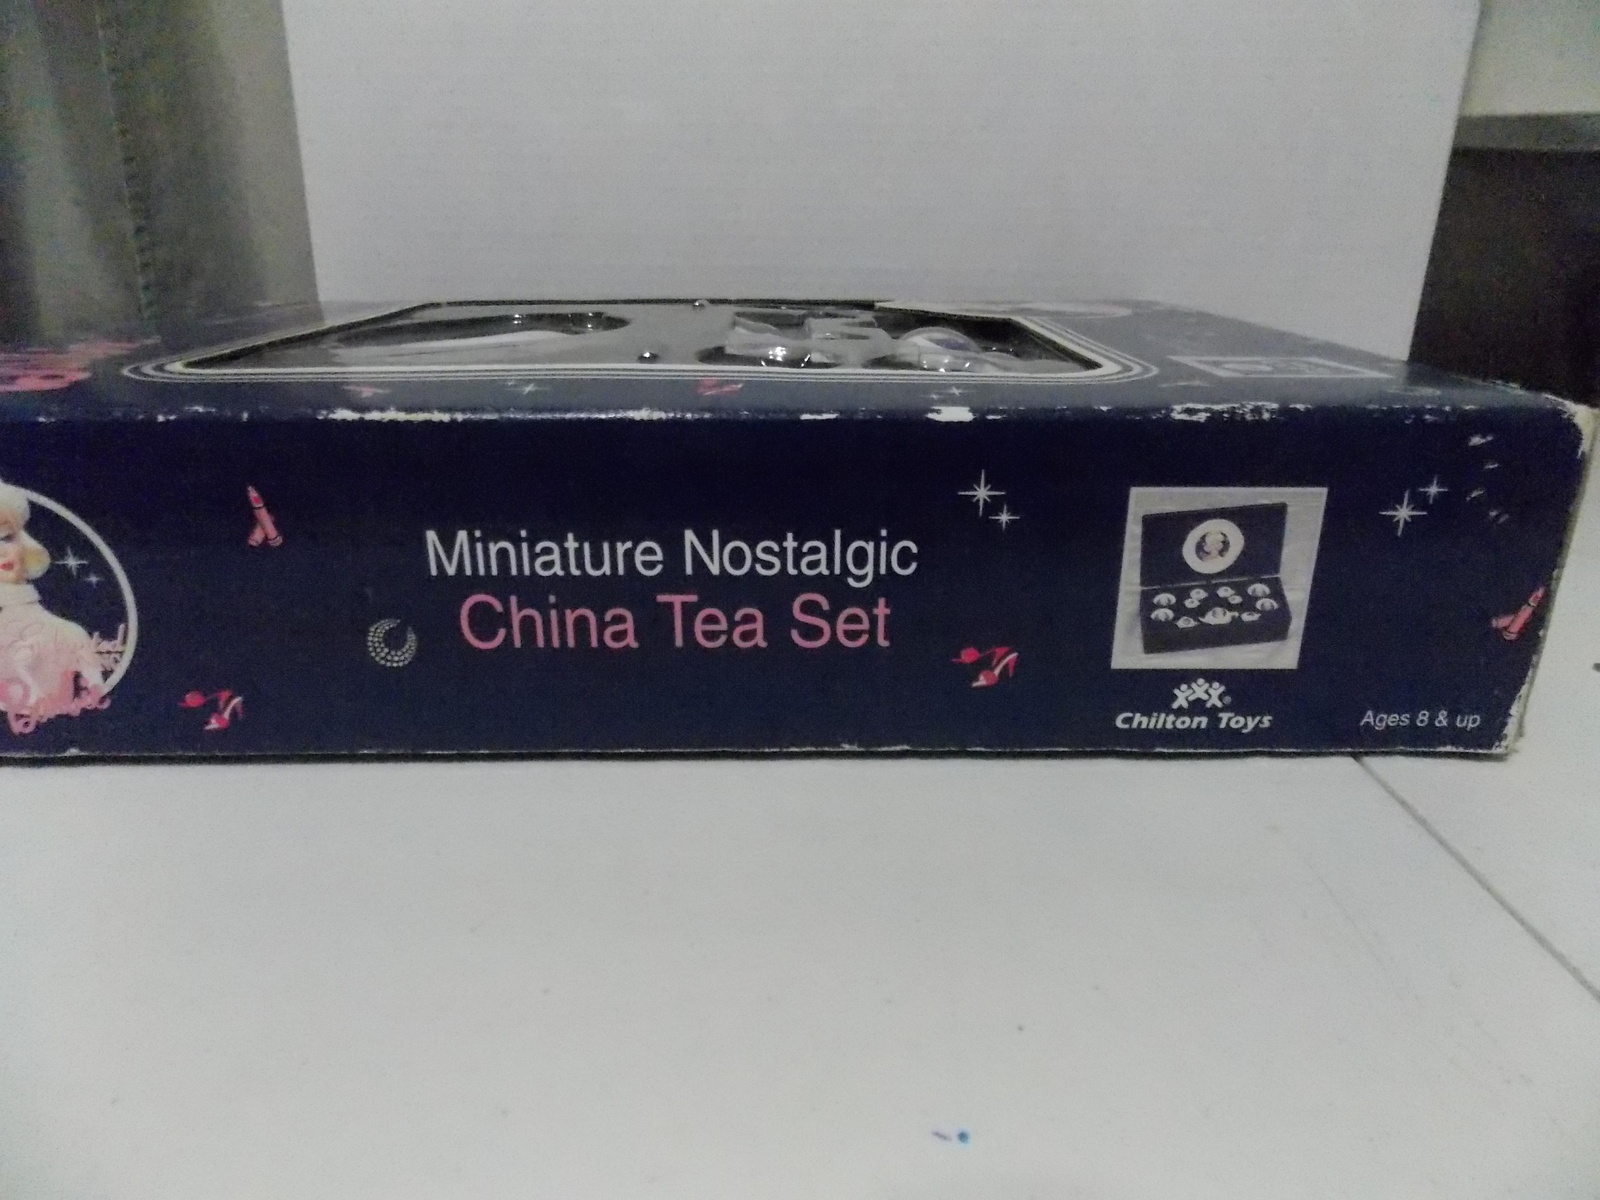 Miniature Nostalgic
China Tea Set
Chilton Toys®
Ages 8 & up